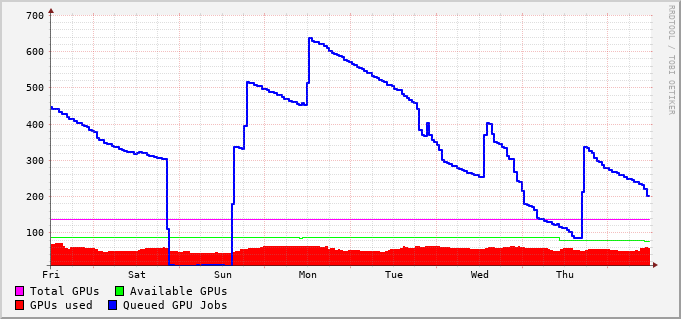 700
600
500
400
300
200
100
Fri Sat Sun Mon Tue Wed Thu
Total GPUs Available GPUs
GPUs used Queued GPU Jobs
RRDTOOL / TOBI OETIKER